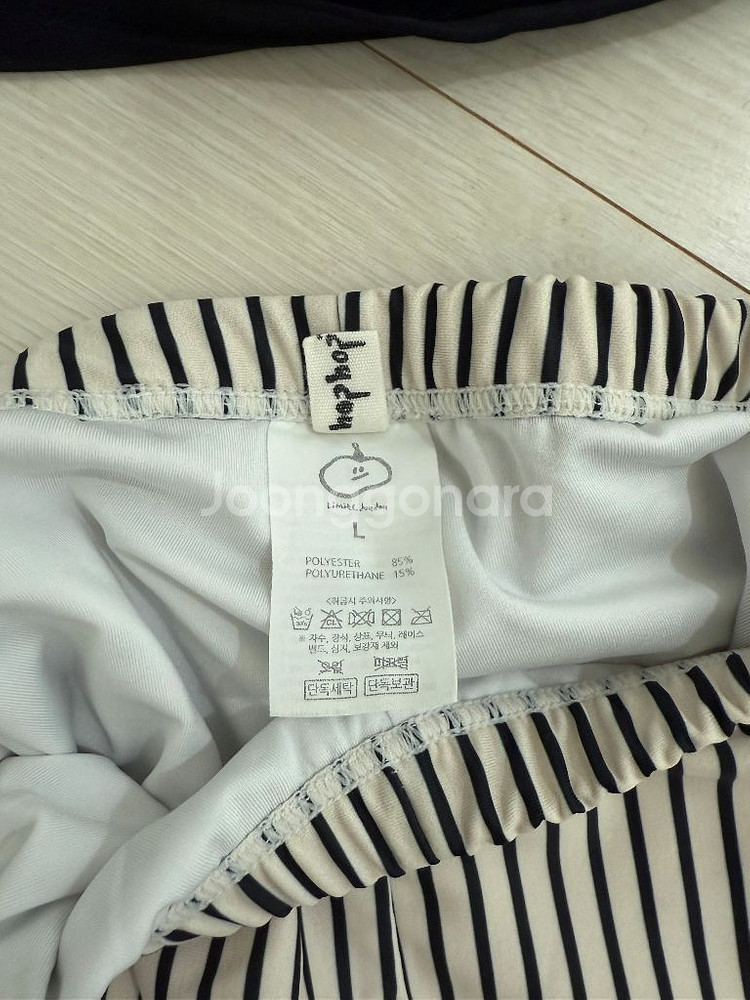 Joonggonara
L
POLYESTER 85%
POLYURETHANE 15%
<취급시 주의사항>
※ 자수, 장식, 상표, 무늬, 레이스
밴드, 심지, 보강재 제외
단독세탁 단독보관